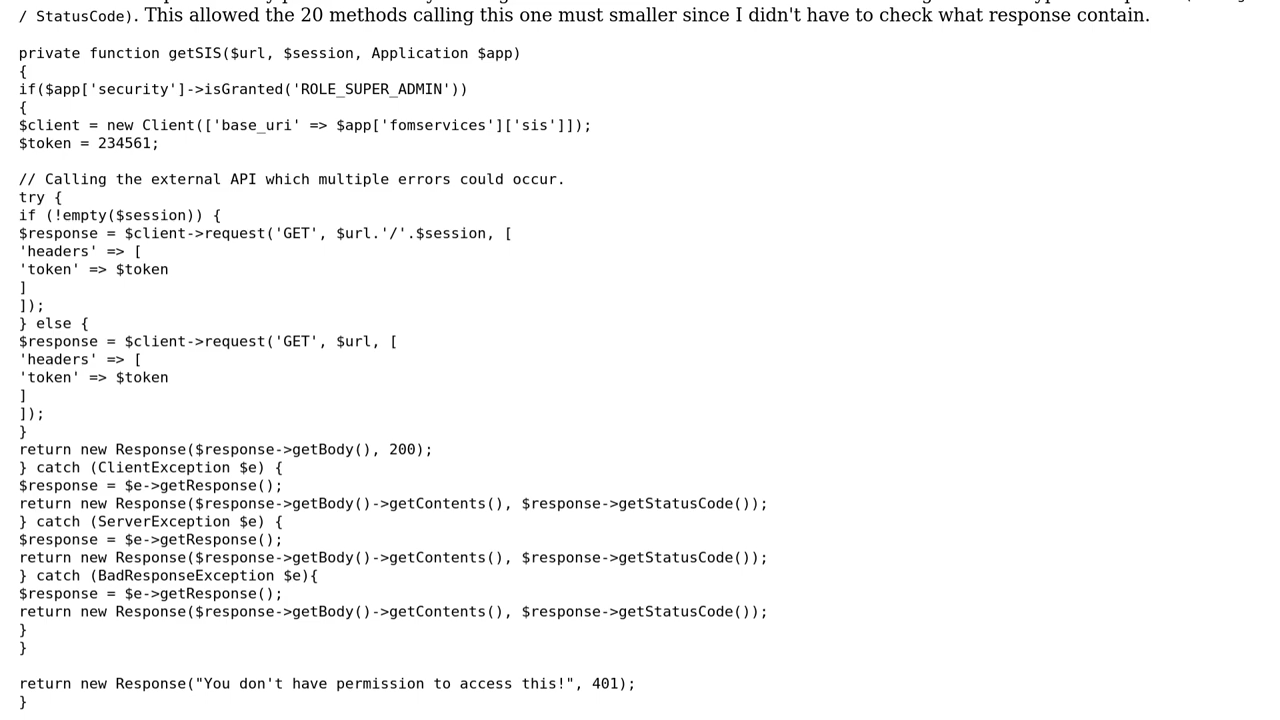 / StatusCode). This allowed the 20 methods calling this one must smaller since I didn't have to check what response contain.
private function getSIS($url, $session, Application $app)
{
if($app['security']->isGranted('ROLE_SUPER_ADMIN'))
{
$client = new Client(['base_uri' => $app['fomservices']['sis']]);
$token = 234561;
// Calling the external API which multiple errors could occur.
try {
if (!empty($session)) {
$response = $client->request('GET', $url.'/'.$session, [
'headers' => [
'token' => $token
]
]);
} else {
$response = $client->request('GET', $url, [
'headers' => [
'token' => $token
]
]);
}
return new Response($response->getBody(), 200);
} catch (ClientException $e) {
$response = $e->getResponse();
return new Response($response->getBody()->getContents(), $response->getStatusCode());
} catch (ServerException $e) {
$response = $e->getResponse();
return new Response($response->getBody()->getContents(), $response->getStatusCode());
} catch (BadResponseException $e){
$response = $e->getResponse();
return new Response($response->getBody()->getContents(), $response->getStatusCode());
}
}
return new Response("You don't have permission to access this!", 401);
}